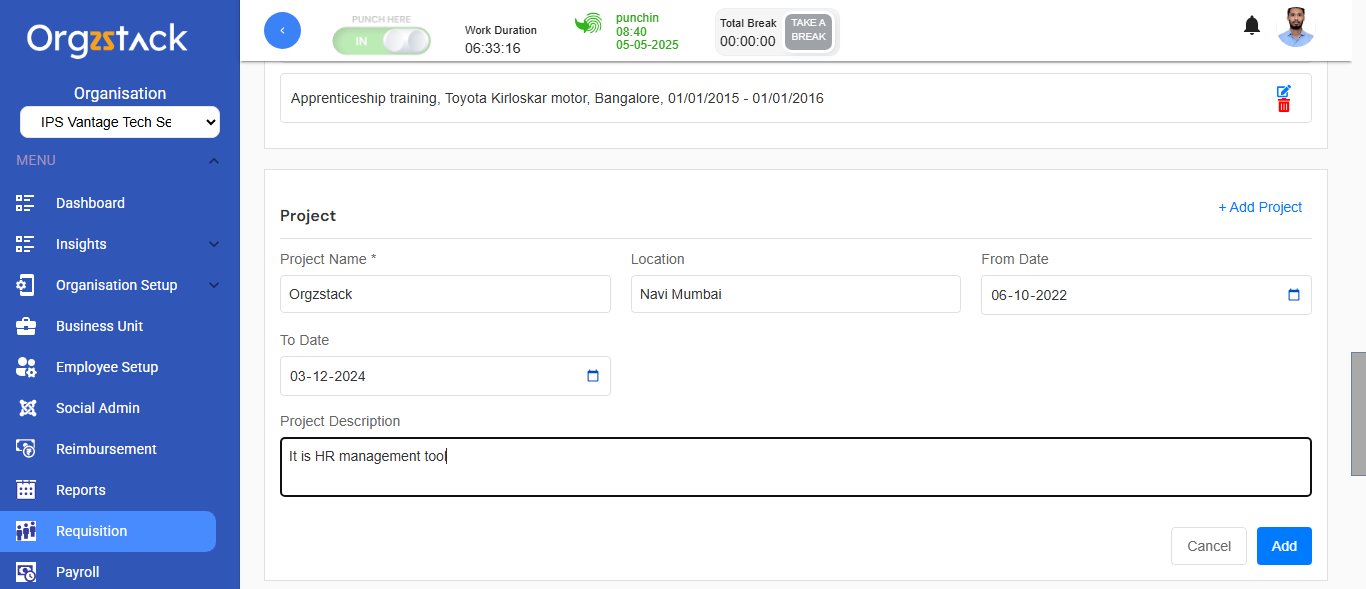 Orgzstack
Organisation
IPS Vantage Tech Se
MENU
Dashboard
Insights
Organisation Setup
Business Unit
Employee Setup
Social Admin
Reimbursement
Reports
Requisition
Payroll
PUNCH HERE
IN
Work Duration
06:33:16
punchin
08:40
05-05-2025
Total Break
00:00:00
TAKE A
BREAK
Apprenticeship training, Toyota Kirloskar motor, Bangalore, 01/01/2015 - 01/01/2016
Project
+ Add Project
Project Name *
Orgzstack
Location
Navi Mumbai
From Date
06-10-2022
To Date
03-12-2024
Project Description
It is HR management tool
Cancel
Add